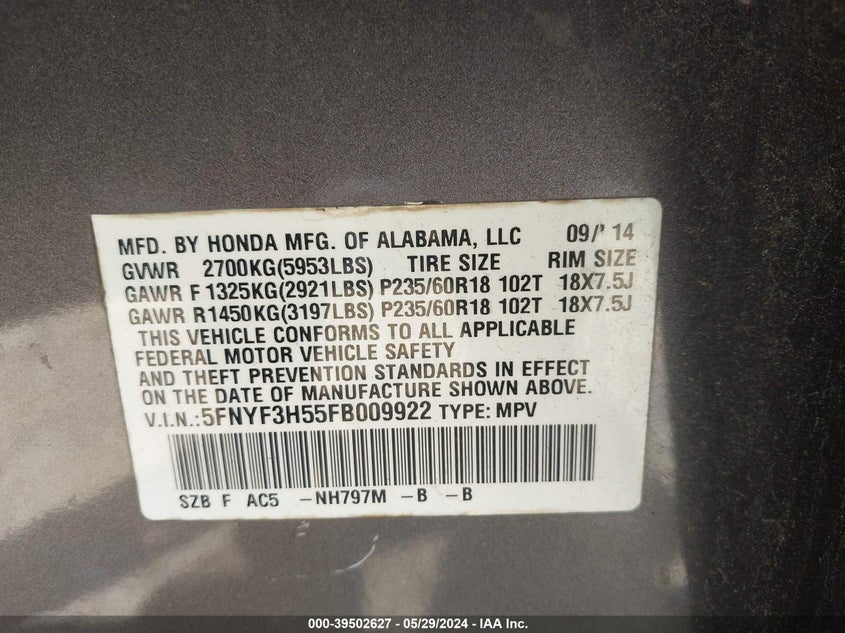 MFD. BY HONDA MFG. OF ALABAMA, LLC 09/' 14
GVWR 2700KG(5953LBS) TIRE SIZE RIM SIZE
GAWR F 1325KG(2921LBS) P235/60R18 102T 18X7.5J
GAWR R1450KG(3197LBS) P235/60R18 102T 18X7.5J
THIS VEHICLE CONFORMS TO ALL APPLICABLE
FEDERAL MOTOR VEHICLE SAFETY
AND THEFT PREVENTION STANDARDS IN EFFECT
ON THE DATE OF MANUFACTURE SHOWN ABOVE.
V.I.N.:5FNYF3H55FB009922 TYPE: MPV
SZB F AC5 -NH797M -B -B
000-39502627 - 05/29/2024 - IAA Inc.